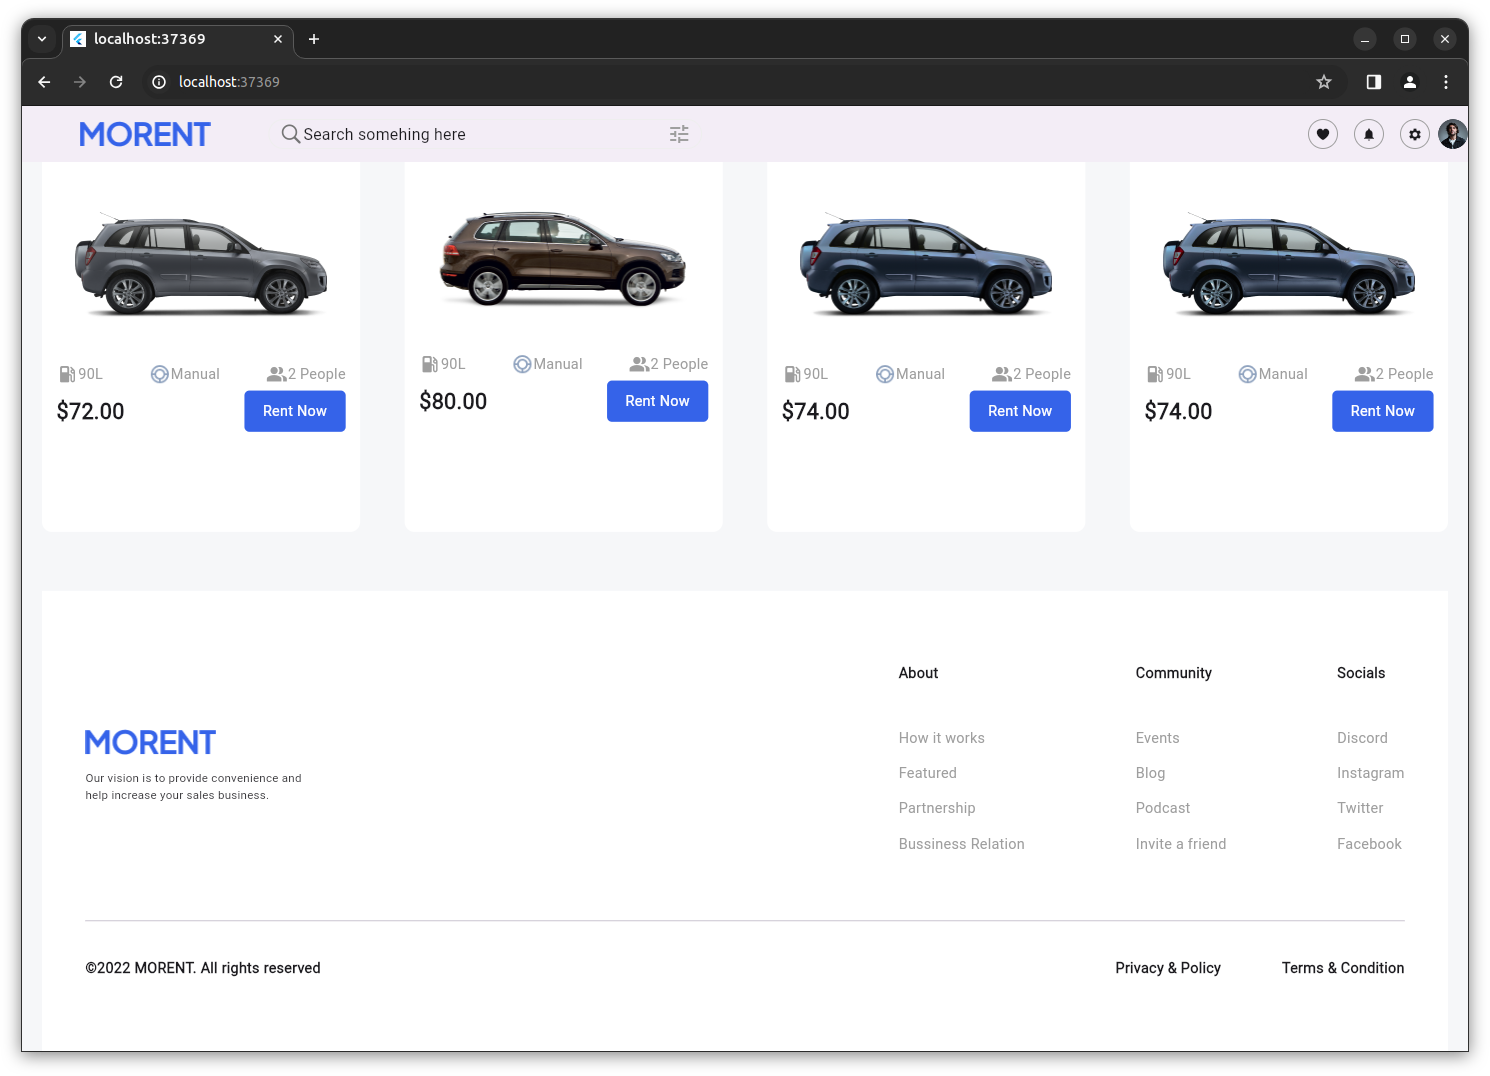 localhost:37369
localhost:37369
MORENT
Search somehing here
90L Manual 2 People
$72.00 Rent Now
90L Manual 2 People
$80.00 Rent Now
90L Manual 2 People
$74.00 Rent Now
90L Manual 2 People
$74.00 Rent Now
MORENT
Our vision is to provide convenience and
help increase your sales business.
About
How it works
Featured
Partnership
Bussiness Relation
Community
Events
Blog
Podcast
Invite a friend
Socials
Discord
Instagram
Twitter
Facebook
©2022 MORENT. All rights reserved
Privacy & Policy
Terms & Condition